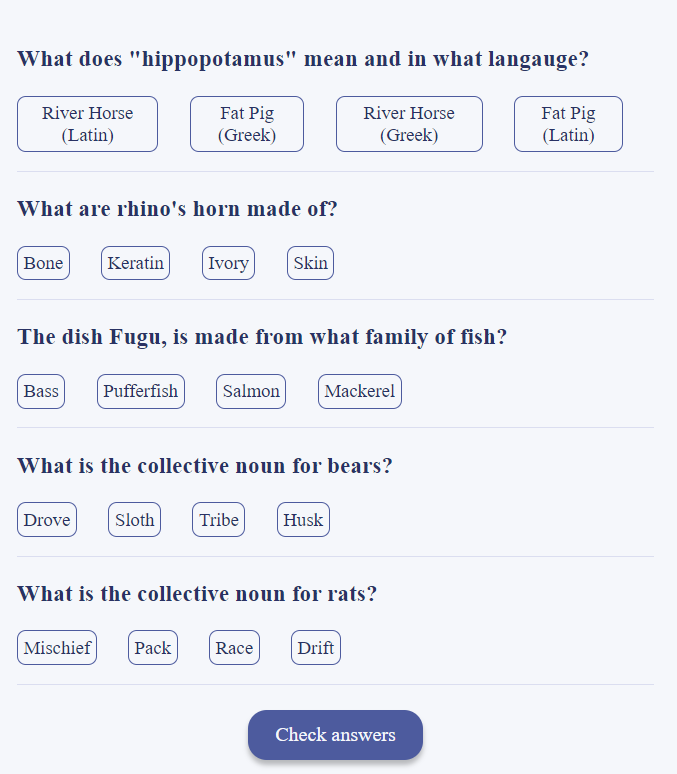 What does "hippopotamus" mean and in what langauge?
River Horse (Latin)
Fat Pig (Greek)
River Horse (Greek)
Fat Pig (Latin)
What are rhino's horn made of?
Bone Keratin Ivory Skin
The dish Fugu, is made from what family of fish?
Bass Pufferfish Salmon Mackerel
What is the collective noun for bears?
Drove Sloth Tribe Husk
What is the collective noun for rats?
Mischief Pack Race Drift
Check answers